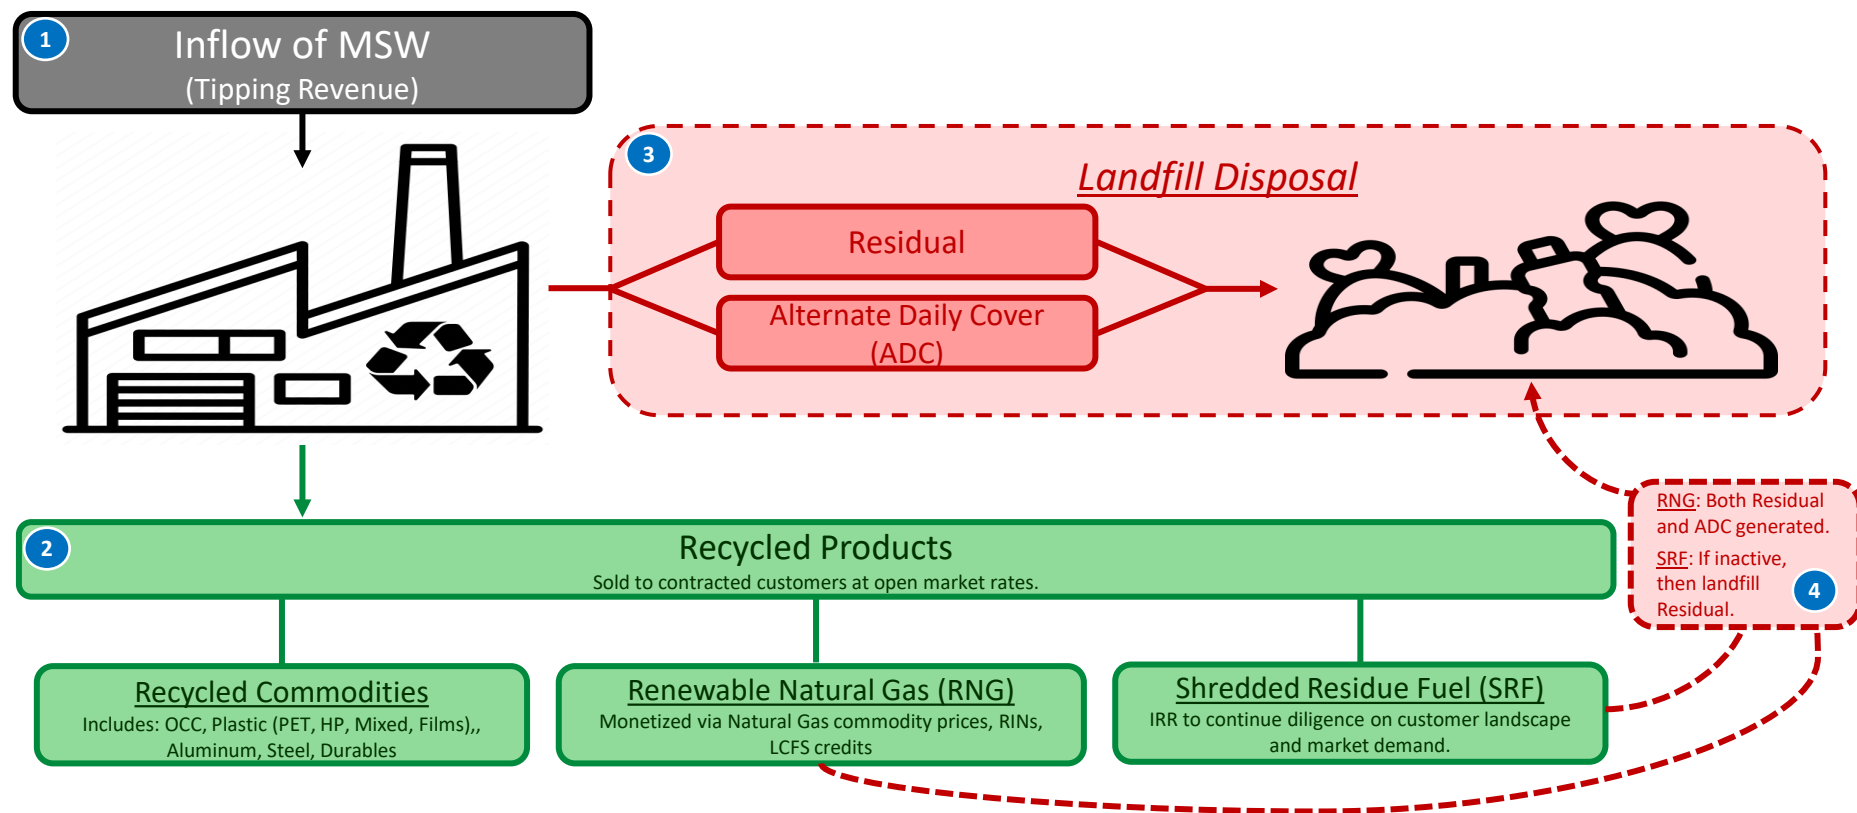 1
Inflow of MSW
(Tipping Revenue)
3
Landfill Disposal
Residual
Alternate Daily Cover
(ADC)
2
Recycled Products
Sold to contracted customers at open market rates.
RNG: Both Residual
and ADC generated.
SRF: If inactive,
then landfill
Residual.
4
Recycled Commodities
Includes: OCC, Plastic (PET, HP, Mixed, Films),,
Aluminum, Steel, Durables
Renewable Natural Gas (RNG)
Monetized via Natural Gas commodity prices, RINs,
LCFS credits
Shredded Residue Fuel (SRF)
IRR to continue diligence on customer landscape
and market demand.